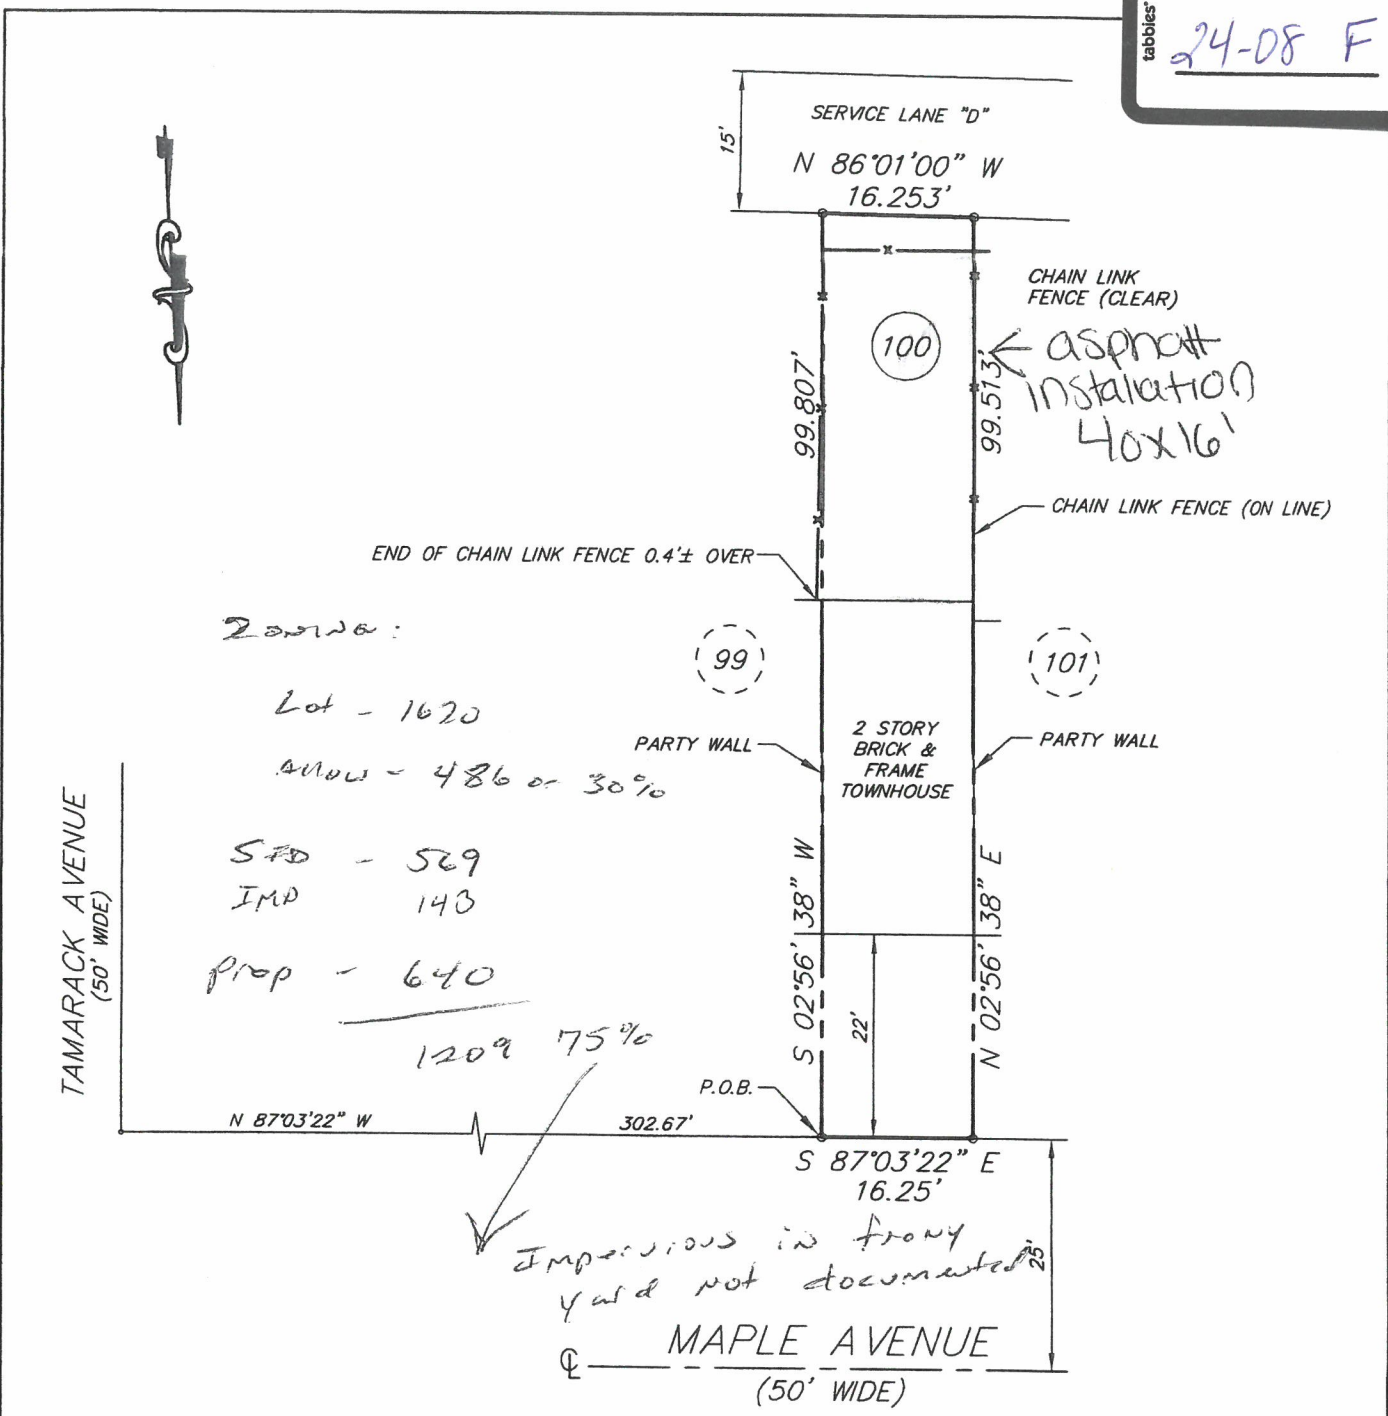 tabbies®
24-08 F
SERVICE LANE "D"
15'
N 86°01'00" W
16.253'
CHAIN LINK
FENCE (CLEAR)
100
99.807'
99.513'
← asphalt
installation
40x16'
CHAIN LINK FENCE (ON LINE)
END OF CHAIN LINK FENCE 0.4'± OVER
Zoning:
99
101
Lot - 1620
PARTY WALL
2 STORY
BRICK &
FRAME
TOWNHOUSE
PARTY WALL
Allow - 486 or 30%
SFD - 569
IMP 143
Prop - 640
1209 75%
TAMARACK AVENUE
(50' WIDE)
S 02°56'38" W
22'
N 02°56'38" E
P.O.B.
N 87°03'22" W
302.67'
S 87°03'22" E
16.25'
Impervious in frony
yard not documented
25'
MAPLE AVENUE
℄
(50' WIDE)